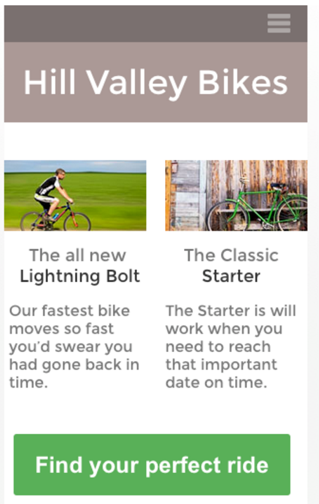 Hill Valley Bikes
The all new
Lightning Bolt
Our fastest bike
moves so fast
you'd swear you
had gone back in
time.
The Classic
Starter
The Starter is will
work when you
need to reach
that important
date on time.
Find your perfect ride